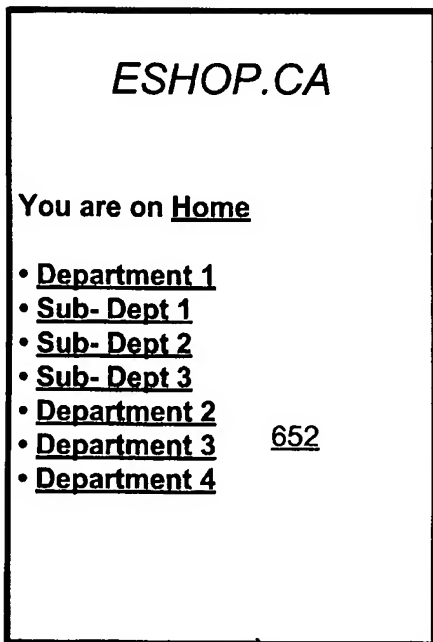 ESHOP.CA
You are on Home
• Department 1
• Sub- Dept 1
• Sub- Dept 2
• Sub- Dept 3
• Department 2
• Department 3
652
• Department 4